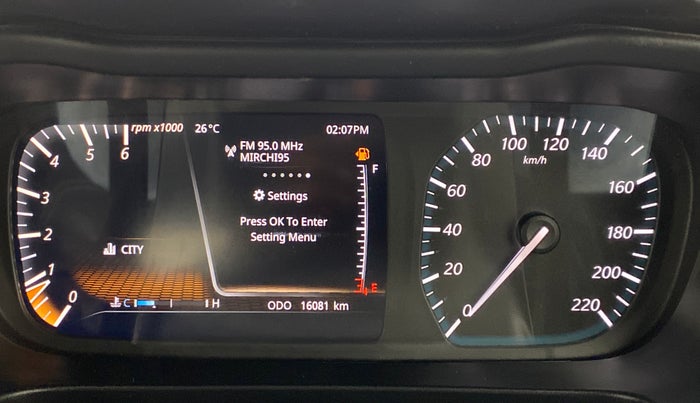 rpm x1000 26°C 02:07PM
FM 95.0 MHz
MIRCHI95
Settings
Press OK To Enter
Setting Menu
F
E
CITY
C H
ODO 16081 km
0
1
2
3
4
5
6
0
20
40
60
80
100
120
140
160
180
200
220
km/h